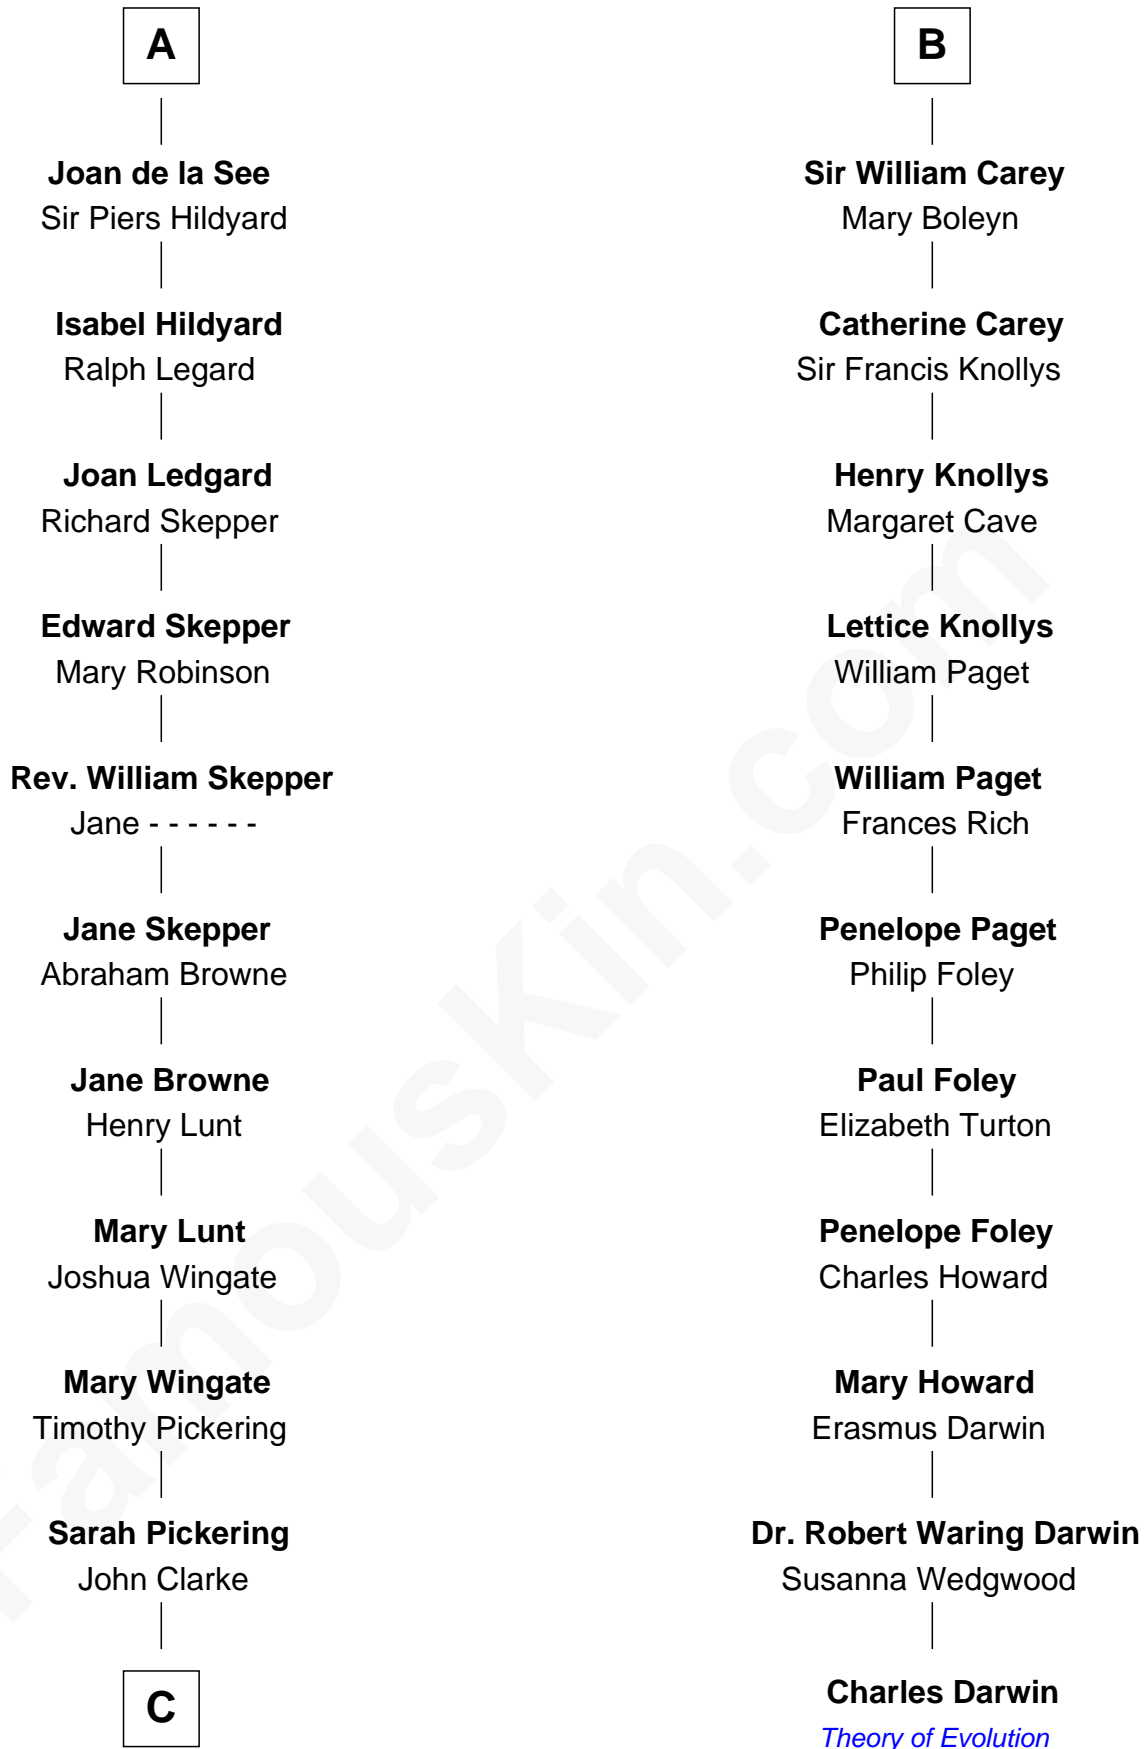 A
Joan de la See
Sir Piers Hildyard
Isabel Hildyard
Ralph Legard
Joan Ledgard
Richard Skepper
Edward Skepper
Mary Robinson
Rev. William Skepper
Jane - - - - - -
Jane Skepper
Abraham Browne
Jane Browne
Henry Lunt
Mary Lunt
Joshua Wingate
Mary Wingate
Timothy Pickering
Sarah Pickering
John Clarke
C
B
Sir William Carey
Mary Boleyn
Catherine Carey
Sir Francis Knollys
Henry Knollys
Margaret Cave
Lettice Knollys
William Paget
William Paget
Frances Rich
Penelope Paget
Philip Foley
Paul Foley
Elizabeth Turton
Penelope Foley
Charles Howard
Mary Howard
Erasmus Darwin
Dr. Robert Waring Darwin
Susanna Wedgwood
Charles Darwin
Theory of Evolution
FamousKin.com